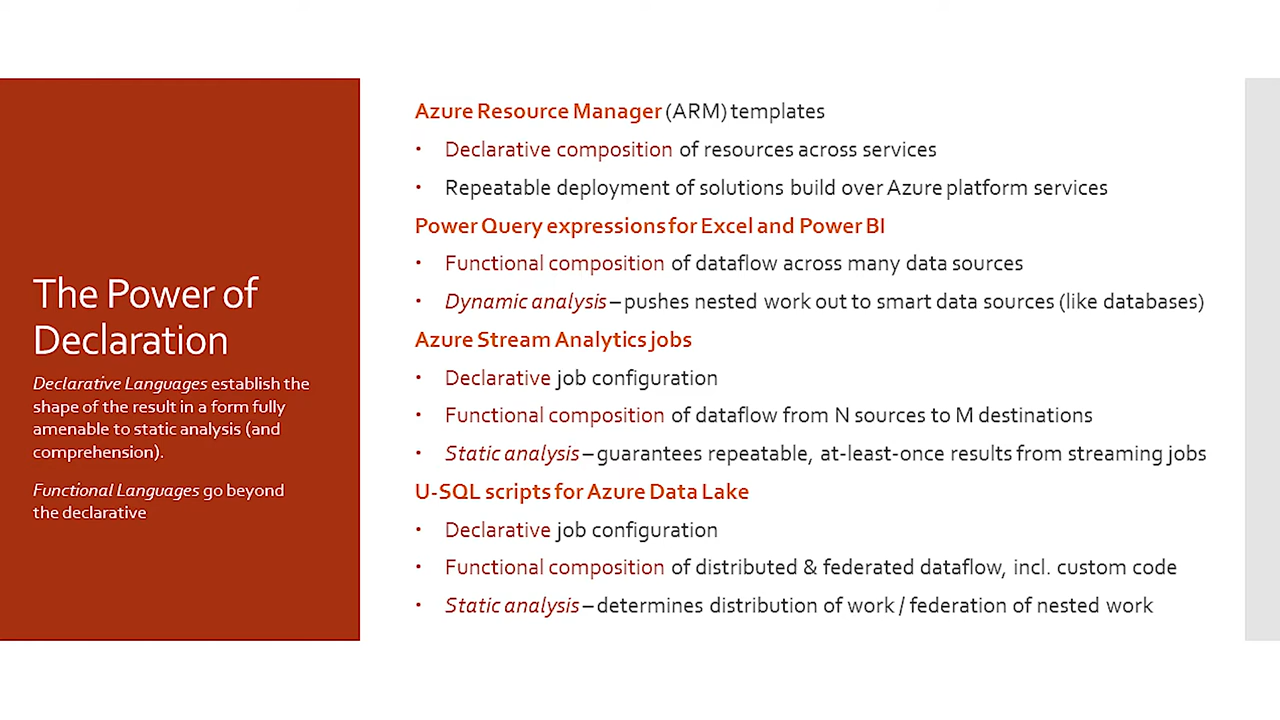 The Power of
Declaration
Declarative Languages establish the
shape of the result in a form fully
amenable to static analysis (and
comprehension).
Functional Languages go beyond
the declarative
Azure Resource Manager (ARM) templates
• Declarative composition of resources across services
• Repeatable deployment of solutions build over Azure platform services
Power Query expressions for Excel and Power BI
• Functional composition of dataflow across many data sources
• Dynamic analysis – pushes nested work out to smart data sources (like databases)
Azure Stream Analytics jobs
• Declarative job configuration
• Functional composition of dataflow from N sources to M destinations
• Static analysis – guarantees repeatable, at-least-once results from streaming jobs
U-SQL scripts for Azure Data Lake
• Declarative job configuration
• Functional composition of distributed & federated dataflow, incl. custom code
• Static analysis – determines distribution of work / federation of nested work